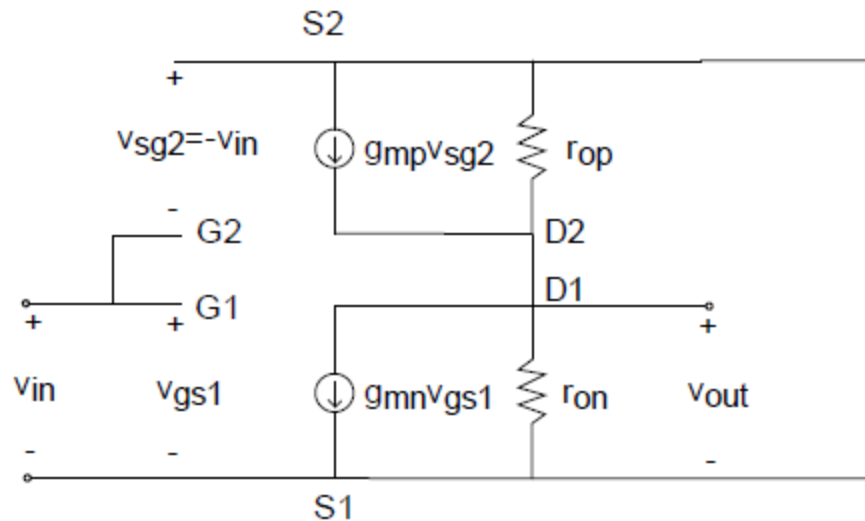 S2
+
vsg2=-vin
gmpvsg2
rop
-
G2
D2
D1
G1
+
+
+
vin
vgs1
gmnvgs1
ron
vout
-
-
-
S1